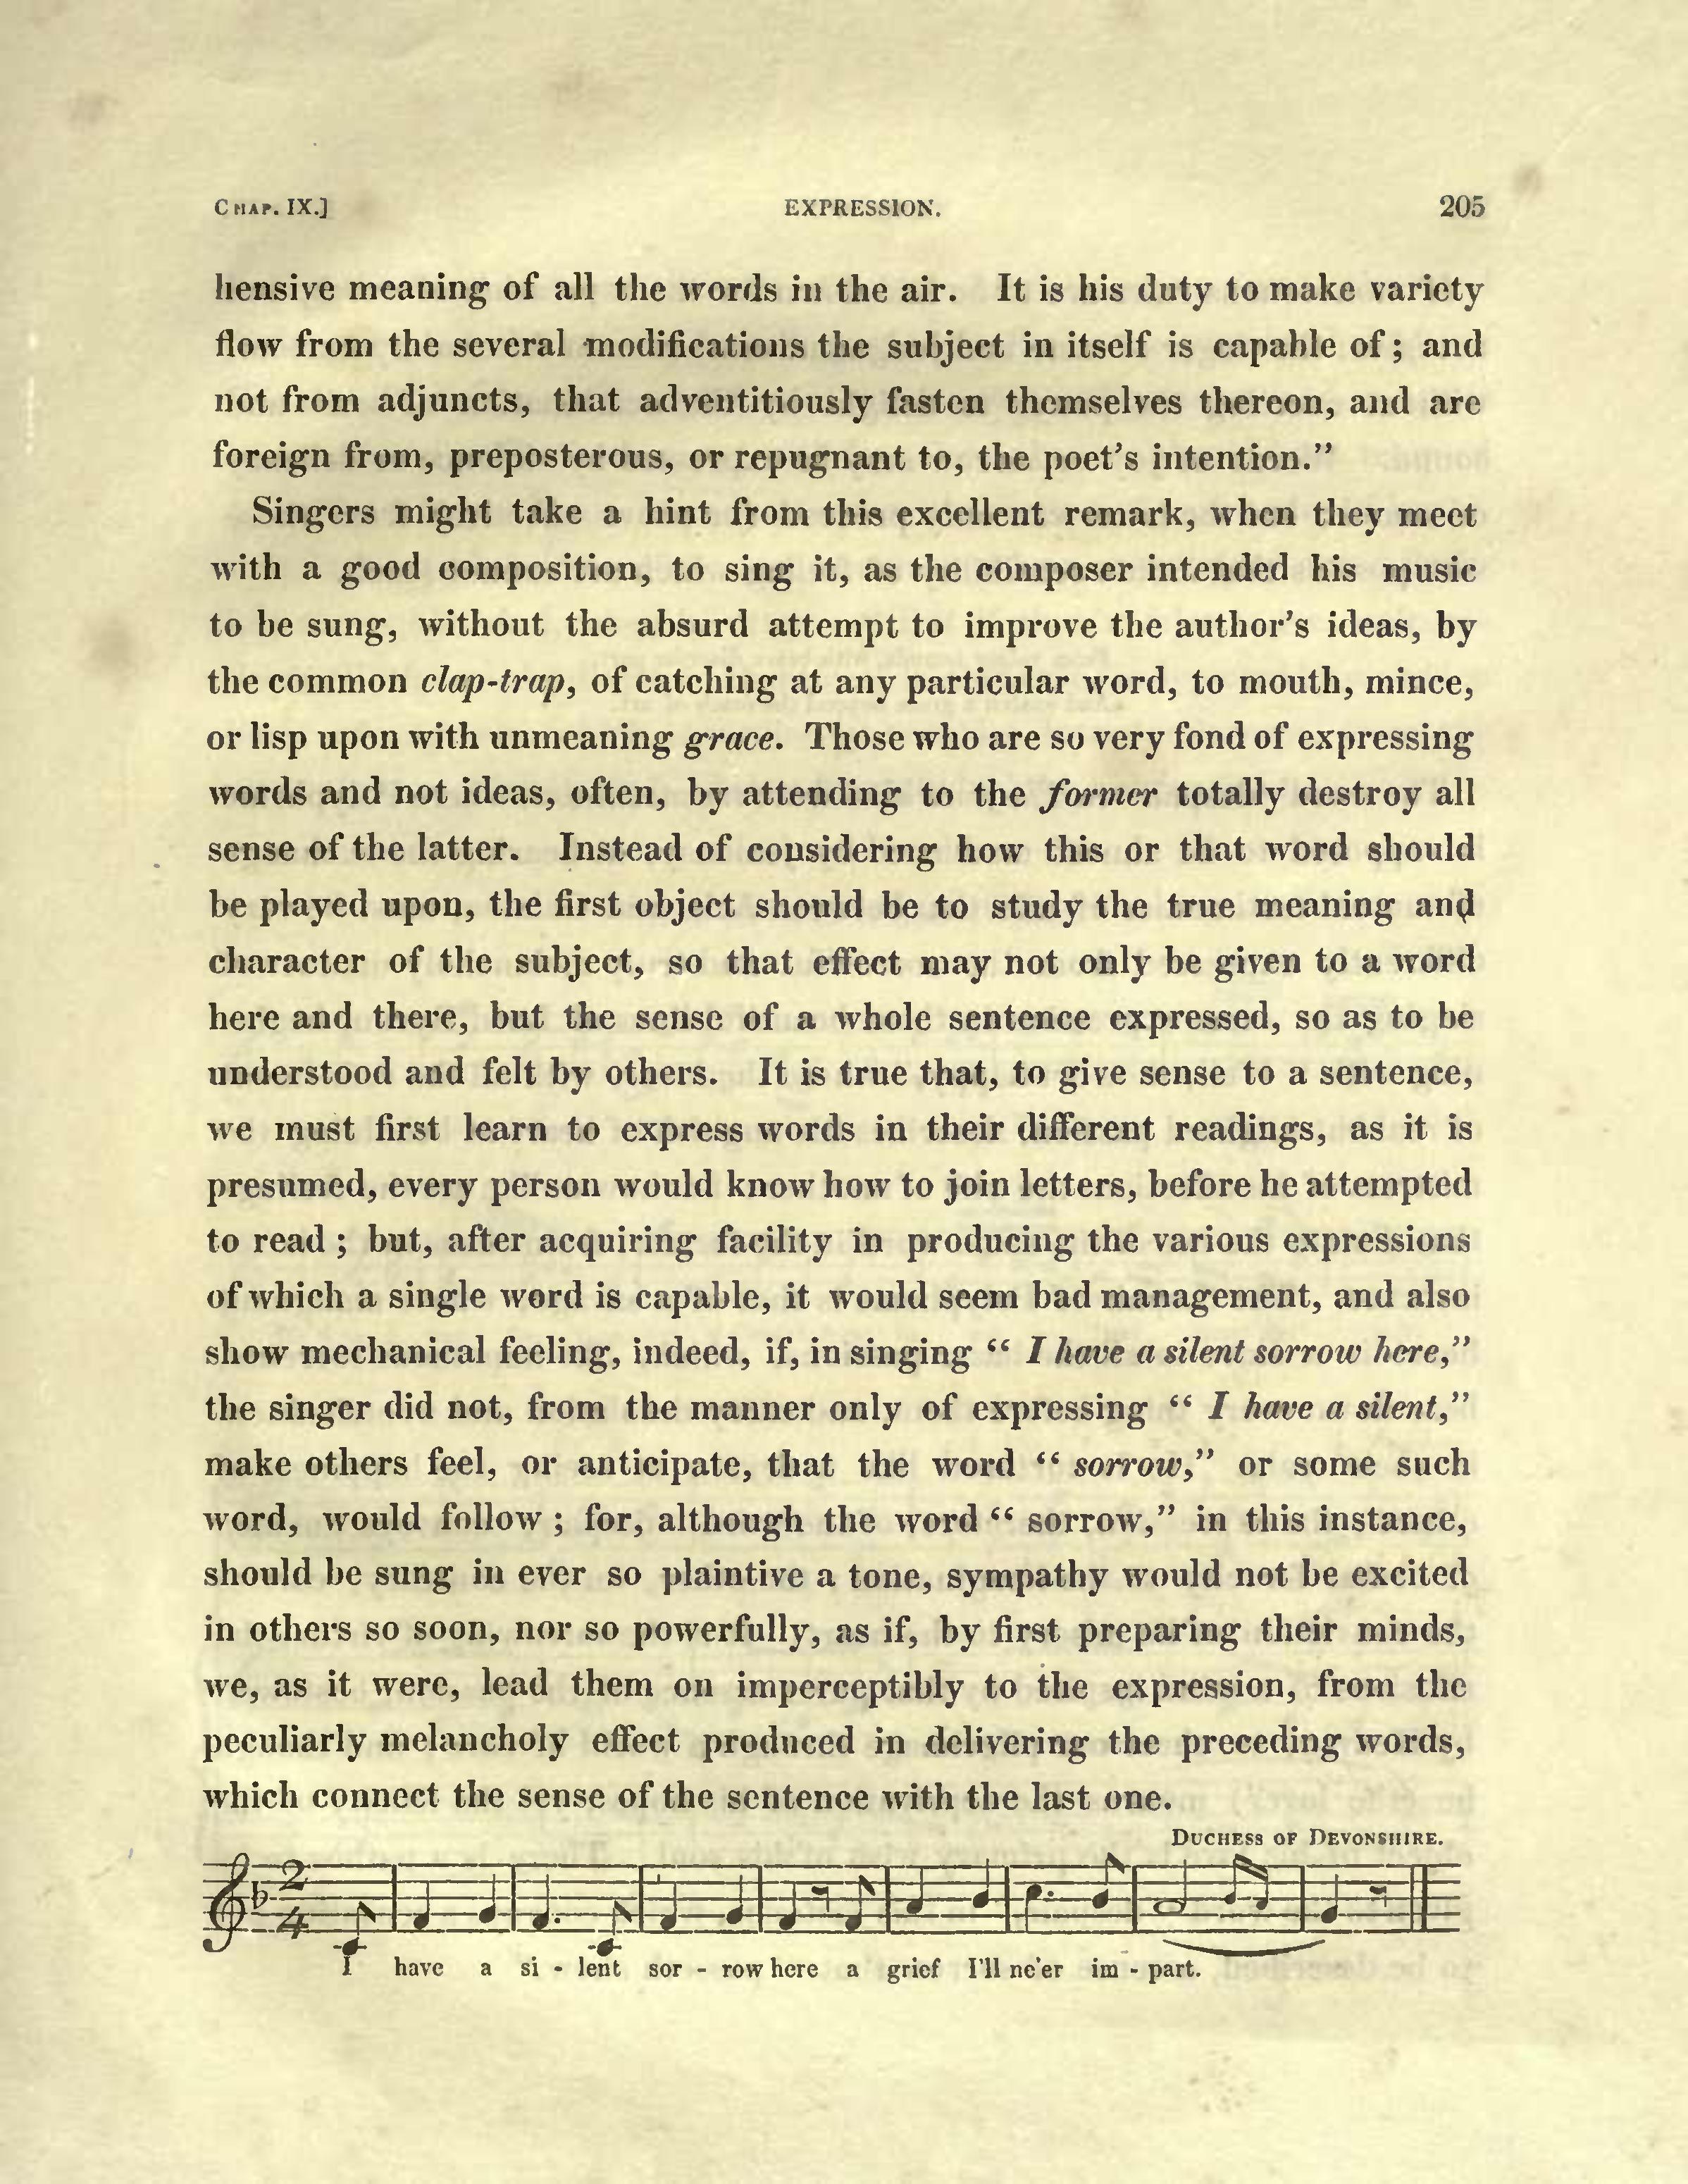 CHAP. IX.] EXPRESSION. 205
hensive meaning of all the words in the air. It is his duty to make variety
flow from the several modifications the subject in itself is capable of; and
not from adjuncts, that adventitiously fasten themselves thereon, and are
foreign from, preposterous, or repugnant to, the poet's intention."
Singers might take a hint from this excellent remark, when they meet
with a good composition, to sing it, as the composer intended his music
to be sung, without the absurd attempt to improve the author's ideas, by
the common clap-trap, of catching at any particular word, to mouth, mince,
or lisp upon with unmeaning grace. Those who are so very fond of expressing
words and not ideas, often, by attending to the former totally destroy all
sense of the latter. Instead of considering how this or that word should
be played upon, the first object should be to study the true meaning and
character of the subject, so that effect may not only be given to a word
here and there, but the sense of a whole sentence expressed, so as to be
understood and felt by others. It is true that, to give sense to a sentence,
we must first learn to express words in their different readings, as it is
presumed, every person would know how to join letters, before he attempted
to read ; but, after acquiring facility in producing the various expressions
of which a single word is capable, it would seem bad management, and also
show mechanical feeling, indeed, if, in singing " I have a silent sorrow here,"
the singer did not, from the manner only of expressing " I have a silent,"
make others feel, or anticipate, that the word " sorrow," or some such
word, would follow ; for, although the word " sorrow," in this instance,
should be sung in ever so plaintive a tone, sympathy would not be excited
in others so soon, nor so powerfully, as if, by first preparing their minds,
we, as it were, lead them on imperceptibly to the expression, from the
peculiarly melancholy effect produced in delivering the preceding words,
which connect the sense of the sentence with the last one.
DUCHESS OF DEVONSHIRE.
2
4
I have a si - lent sor - row here a grief I'll ne'er im - part.